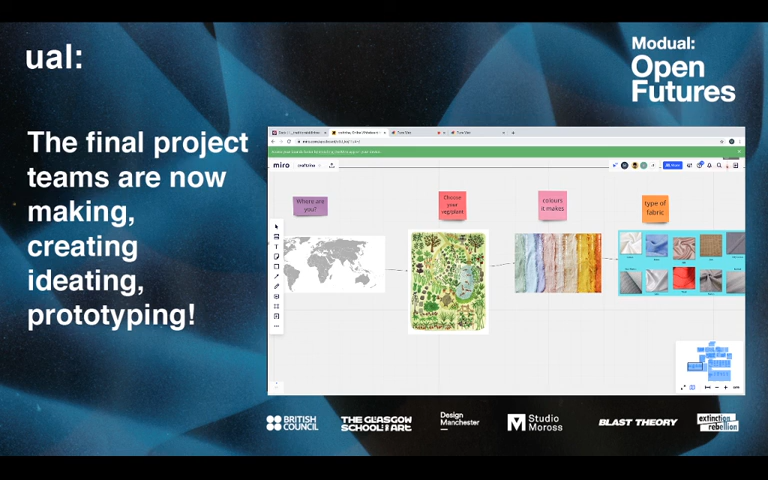 ual:
Modual:
Open
Futures
The final project
teams are now
making,
creating
ideating,
prototyping!
miro
Where are
you?
Choose
your
veg/plant
colours
it makes
type of
fabric
BRITISH
COUNCIL
THE GLASGOW
SCHOOL OF ART
Design
Manchester
Studio
Moross
BLAST THEORY
extinction
rebellion